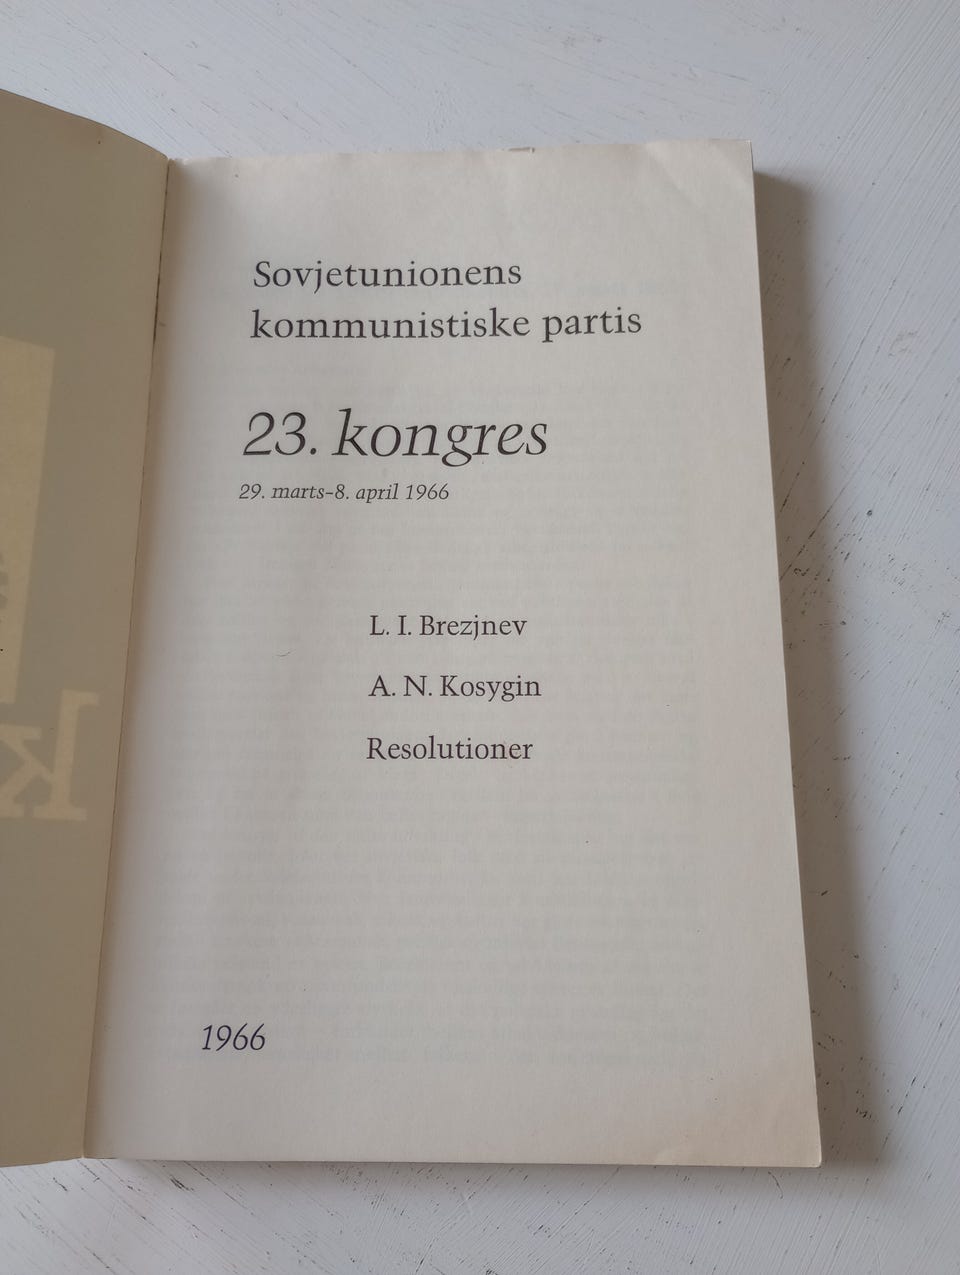 Sovjetunionens
kommunistiske partis
23. kongres
29. marts-8. april 1966
L. I. Brezjnev
A. N. Kosygin
Resolutioner
1966